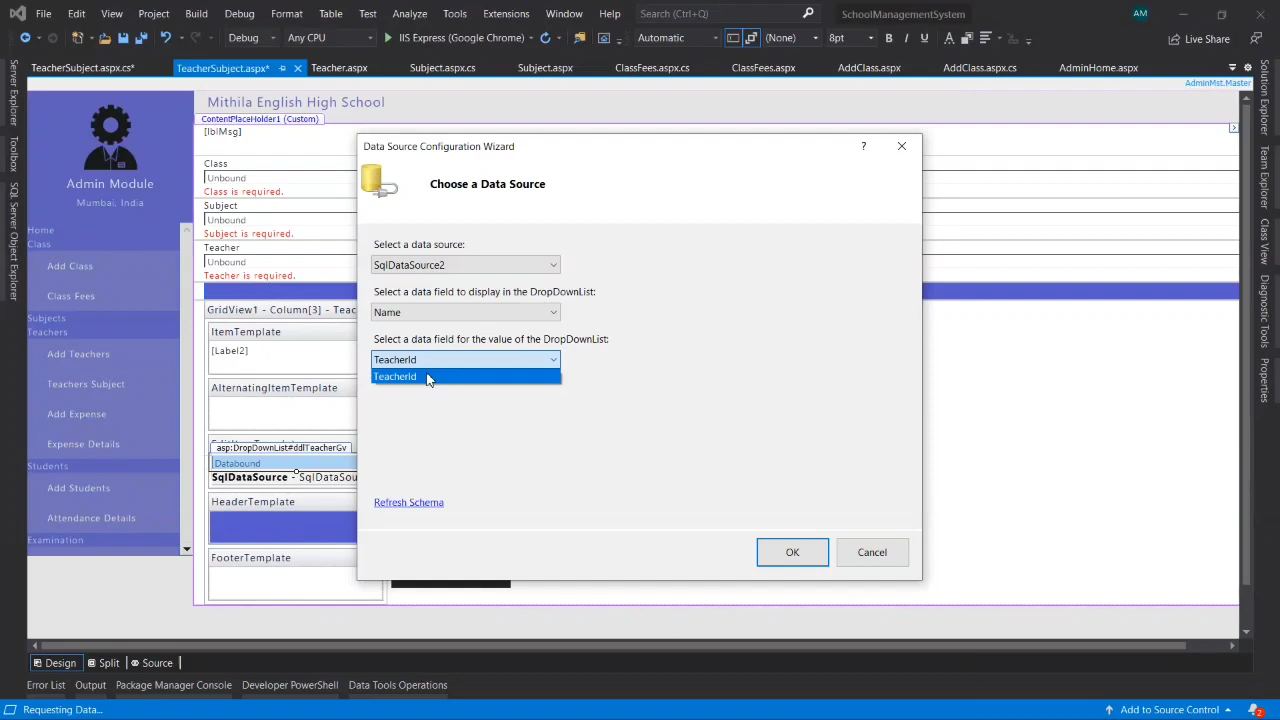 File Edit View Project Build Debug Format Table Test Analyze Tools Extensions Window Help Search (Ctrl+Q) SchoolManagementSystem AM
Debug Any CPU IIS Express (Google Chrome) Automatic (None) 8pt B I U A Live Share
TeacherSubject.aspx.cs* TeacherSubject.aspx* Teacher.aspx Subject.aspx.cs Subject.aspx ClassFees.aspx.cs ClassFees.aspx AddClass.aspx AddClass.aspx.cs AdminHome.aspx
AdminMst.Master
Server Explorer
Toolbox
SQL Server Object Explorer
Mithila English High School
ContentPlaceHolder1 (Custom)
[lblMsg]
Class
Unbound
Class is required.
Subject
Unbound
Subject is required.
Teacher
Unbound
Teacher is required.
Admin Module
Mumbai, India
Home
Class
Add Class
Class Fees
Subjects
Teachers
Add Teachers
Teachers Subject
Add Expense
Expense Details
Students
Add Students
Attendance Details
Examination
GridView1 - Column[3] - Teac
ItemTemplate
[Label2]
AlternatingItemTemplate
asp:DropDownList#ddlTeacherGv
Databound
SqlDataSource - SqlDataSou
HeaderTemplate
FooterTemplate
Data Source Configuration Wizard
?
Choose a Data Source
Select a data source:
SqlDataSource2
Select a data field to display in the DropDownList:
Name
Select a data field for the value of the DropDownList:
TeacherId
TeacherId
Refresh Schema
OK Cancel
Solution Explorer
Team Explorer
Class View
Diagnostic Tools
Properties
Design Split Source
Error List Output Package Manager Console Developer PowerShell Data Tools Operations
Requesting Data... Add to Source Control 2